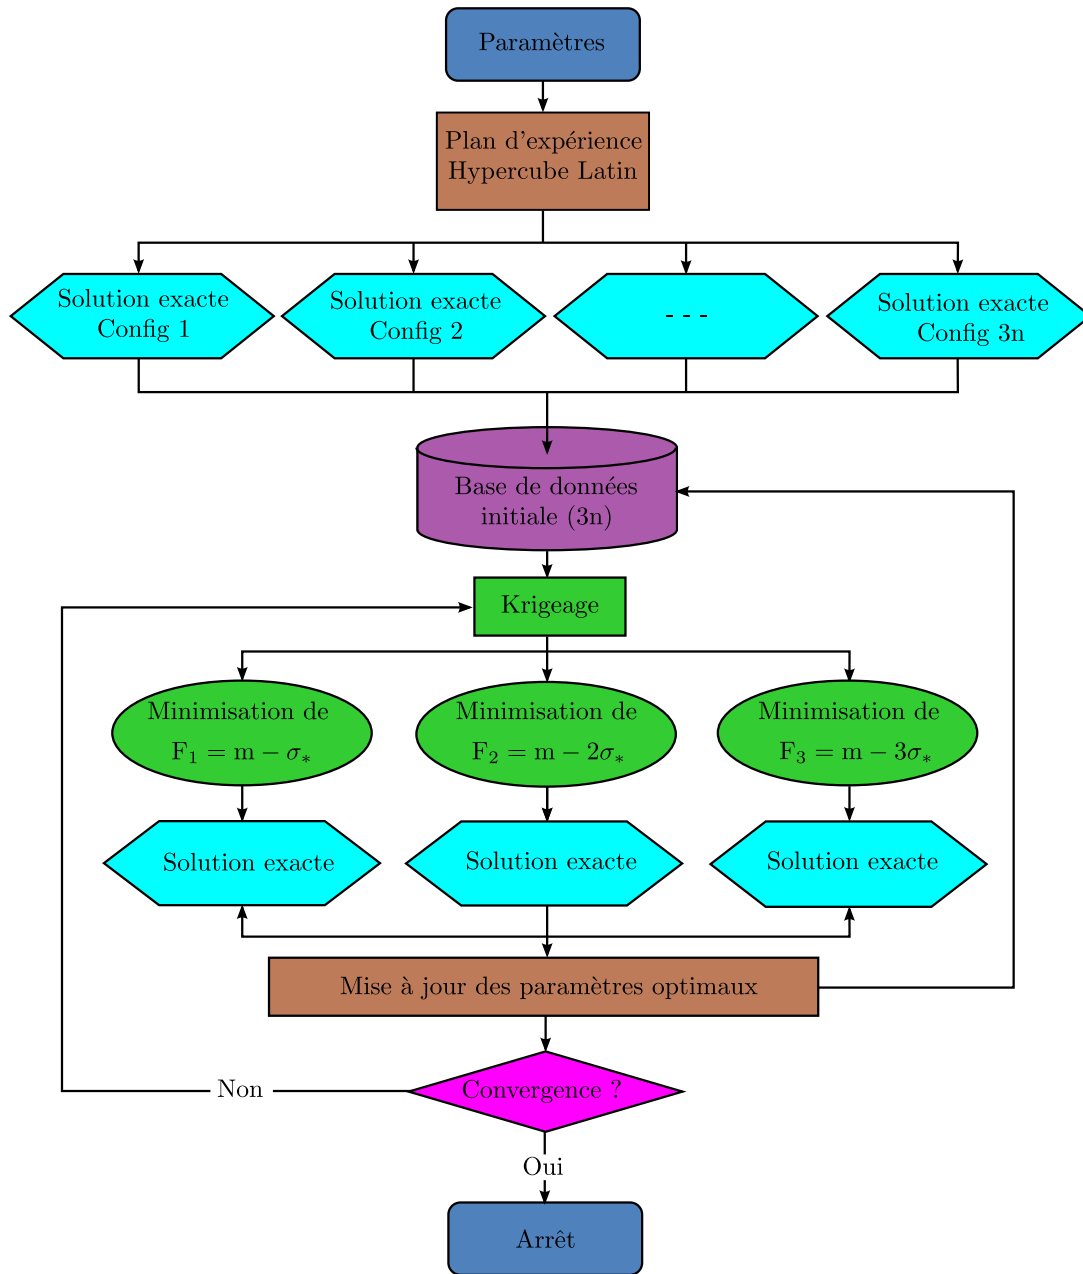 Paramètres
Plan d'expérience
Hypercube Latin
Solution exacte
Config 1
Solution exacte
Config 2
- - -
Solution exacte
Config 3n
Base de données
initiale (3n)
Krigeage
Minimisation de
F₁ = m − σ∗
Minimisation de
F₂ = m − 2σ∗
Minimisation de
F₃ = m − 3σ∗
Solution exacte
Solution exacte
Solution exacte
Mise à jour des paramètres optimaux
Convergence ?
Non
Oui
Arrêt